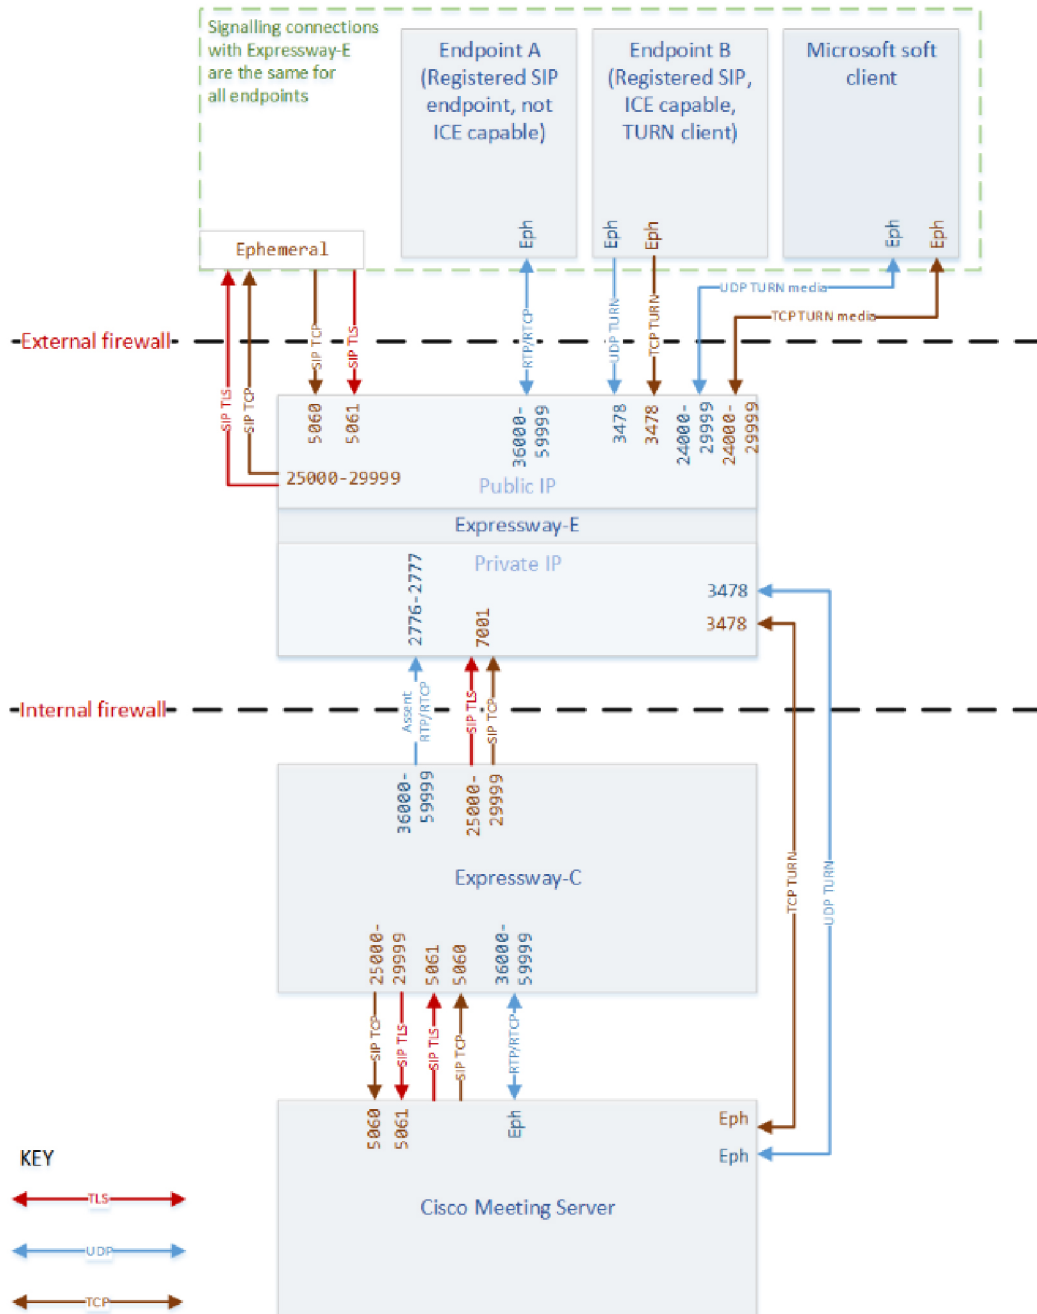 Signalling connections
with Expressway-E
are the same for
all endpoints
Endpoint A
(Registered SIP
endpoint, not
ICE capable)
Endpoint B
(Registered SIP,
ICE capable,
TURN client)
Microsoft soft
client
Eph
Eph
Eph
Eph
Eph
Ephemeral
UDP TURN media
TCP TURN media
External firewall
SIP TLS
SIP TCP
SIP TCP
SIP TLS
RTP/RTCP
UDP TURN
TCP TURN
5060
5061
36000-
59999
3478
3478
24000-
29999
24000-
29999
25000-29999
Public IP
Expressway-E
Private IP
2776-2777
7001
3478
3478
Internal firewall
Assent
RTP/RTCP
SIP TLS
SIP TCP
36000-
59999
25000-
29999
Expressway-C
TCP TURN
UDP TURN
25000-
29999
5061
5060
36000-
59999
SIP TCP
SIP TLS
SIP TLS
SIP TCP
RTP/RTCP
5060
5061
Eph
Eph
Eph
Cisco Meeting Server
KEY
TLS
UDP
TCP